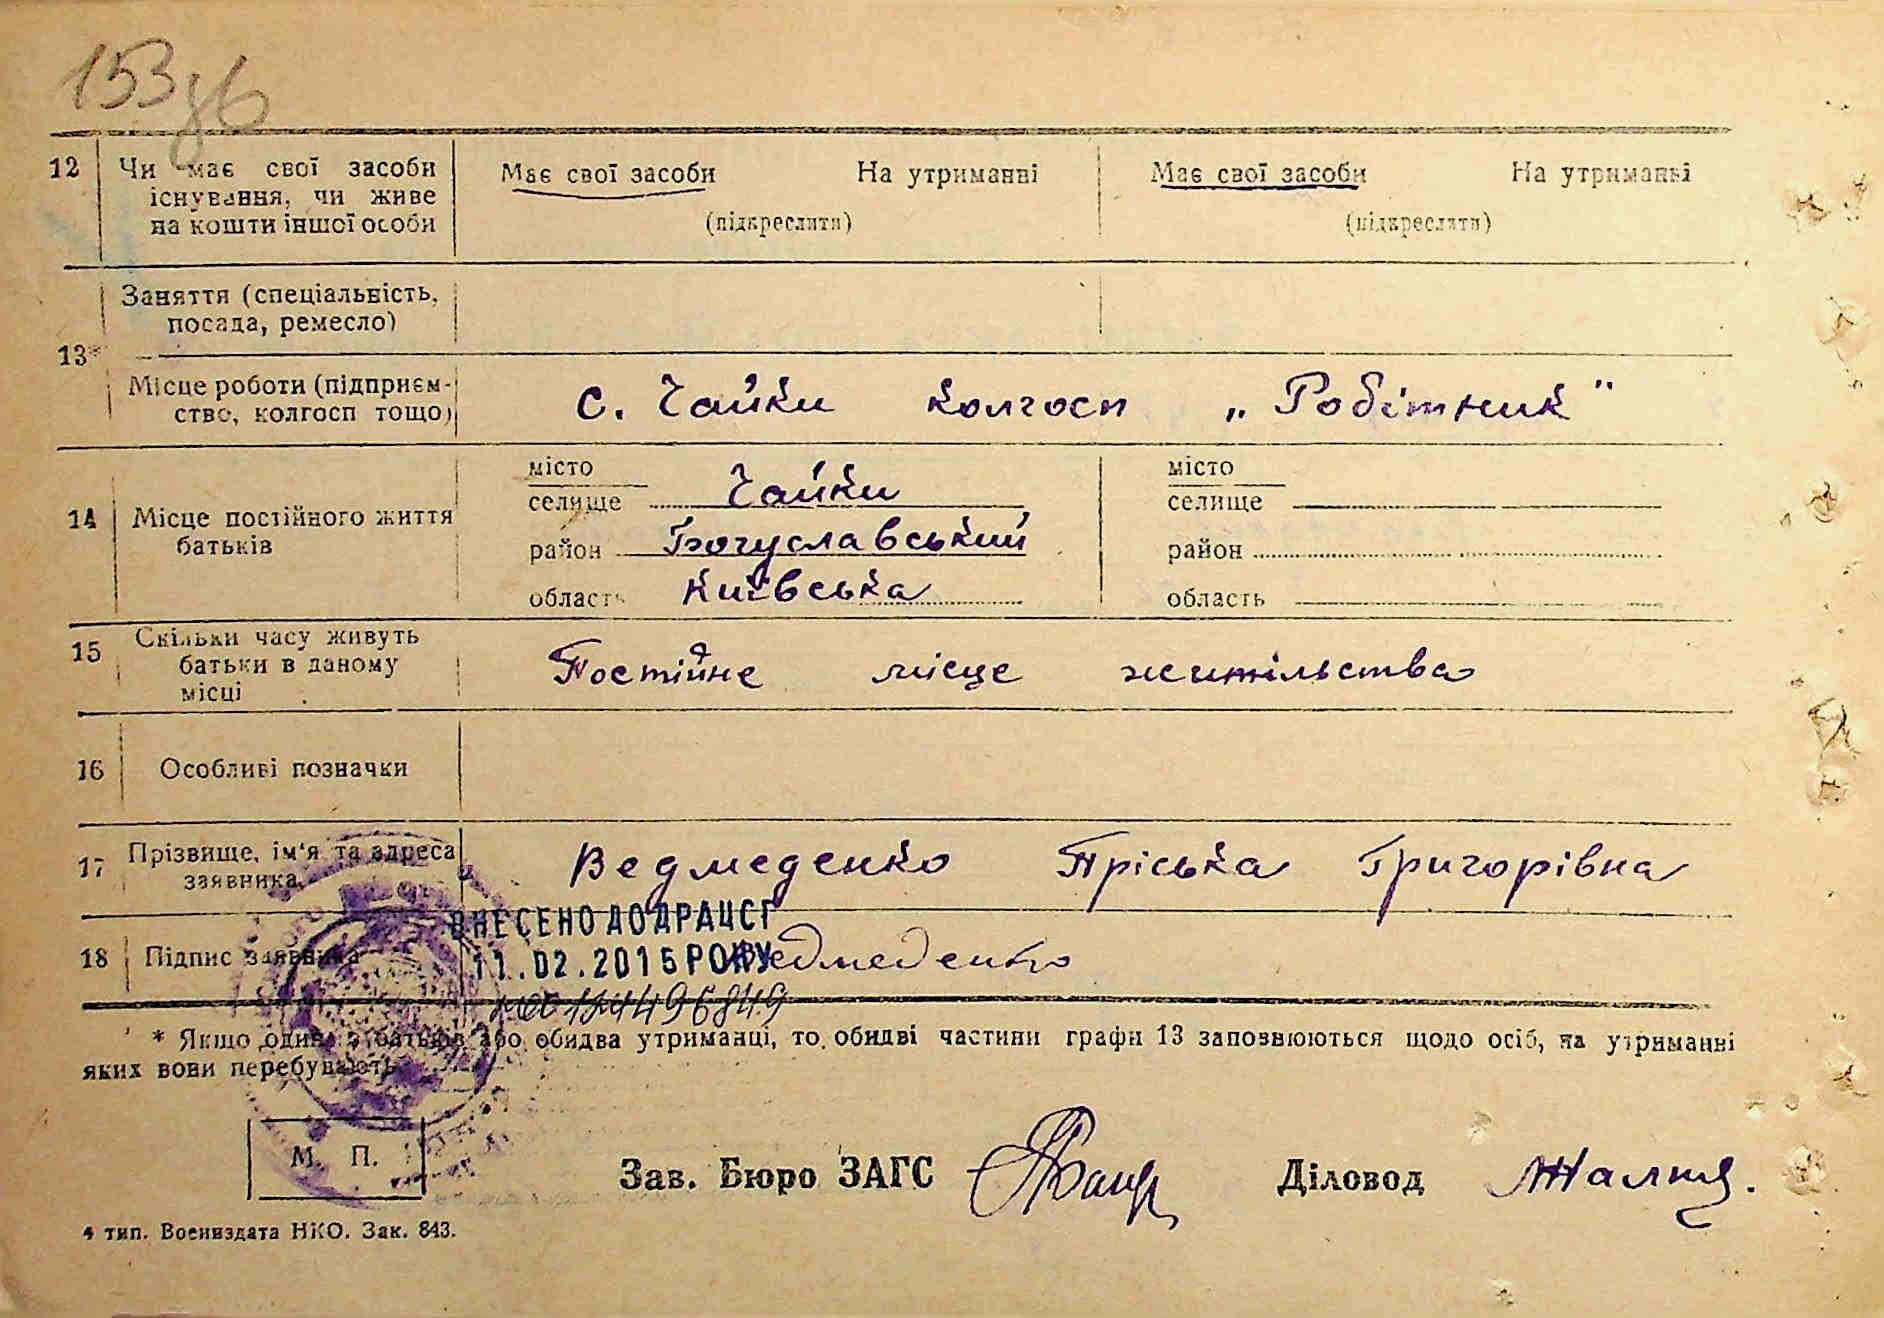 153зв
12 Чи має свої засоби існування, чи живе на кошти іншої особи
Має свої засоби На утриманні
(підкреслити)
Має свої засоби На утриманні
(підкреслити)
13*
Заняття (спеціальність,
посада, ремесло)
Місце роботи (підприєм-
ство, колгосп тощо)
с. Чайки колгосп „Робітник"
14 Місце постійного життя
батьків
місто
селище Чайки
район Богуславський
область Київська
місто
селище
район
область
15 Скільки часу живуть
батьки в даному
місці
Постійне місце жительства
16 Особливі позначки
17 Прізвище, ім'я та адреса
заявника
Ведмеденко Пріська Григорівна
ВНЕСЕНО ДО ДРАЦСГ
11.02.2015 РОКУ
18 Підпис заявника
Ведмеденко
* Якщо один з батьків або обидва утриманці, то обидві частини графи 13 заповнюються щодо осіб, на утриманні
яких вони перебувають.
М. П.
Зав. Бюро ЗАГС
Діловод
4 тип. Воениздата НКО. Зак. 843.